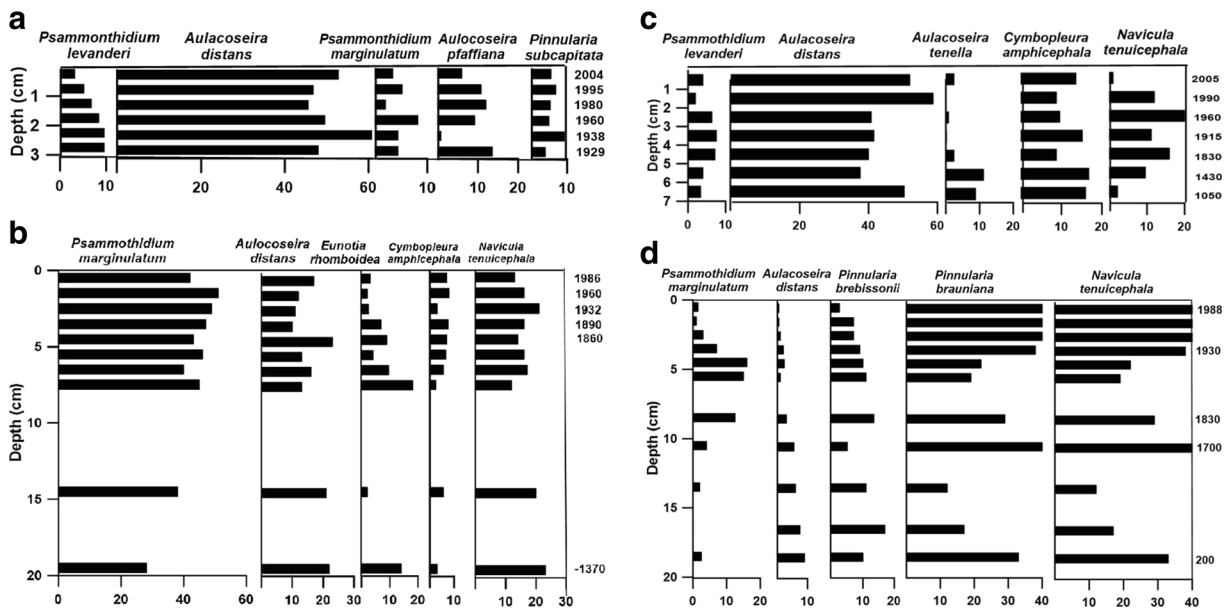 a
Psammonthidium levanderi
Aulacoseira distans
Psammonthidium marginulatum
Aulocoseira pfaffiana
Pinnularia subcapitata
Depth (cm)
1
2
3
2004
1995
1980
1960
1938
1929
0 10
20 40 60
10
10 20
10
b
Psammothidium marginulatum
Aulocoseira distans
Eunotia rhomboidea
Cymbopleura amphicephala
Navicula tenuicephala
Depth (cm)
0
5
10
15
20
1986
1960
1932
1890
1860
-1370
0 20 40 60
10 20 30
10 20
10
10 20 30
c
Psammothidium levanderi
Aulacoseira distans
Aulacoseira tenella
Cymbopleura amphicephala
Navicula tenuicephala
Depth (cm)
1
2
3
4
5
6
7
2005
1990
1960
1915
1830
1430
1050
0 10
20 40 60
10 20
10 20
10 20
d
Psammothidium marginulatum
Aulacoseira distans
Pinnularia brebissonii
Pinnularia brauniana
Navicula tenuicephala
Depth (cm)
0
5
10
15
20
1988
1930
1830
1700
200
0 10 20
10
10 20
10 20 30 40
10 20 30 40